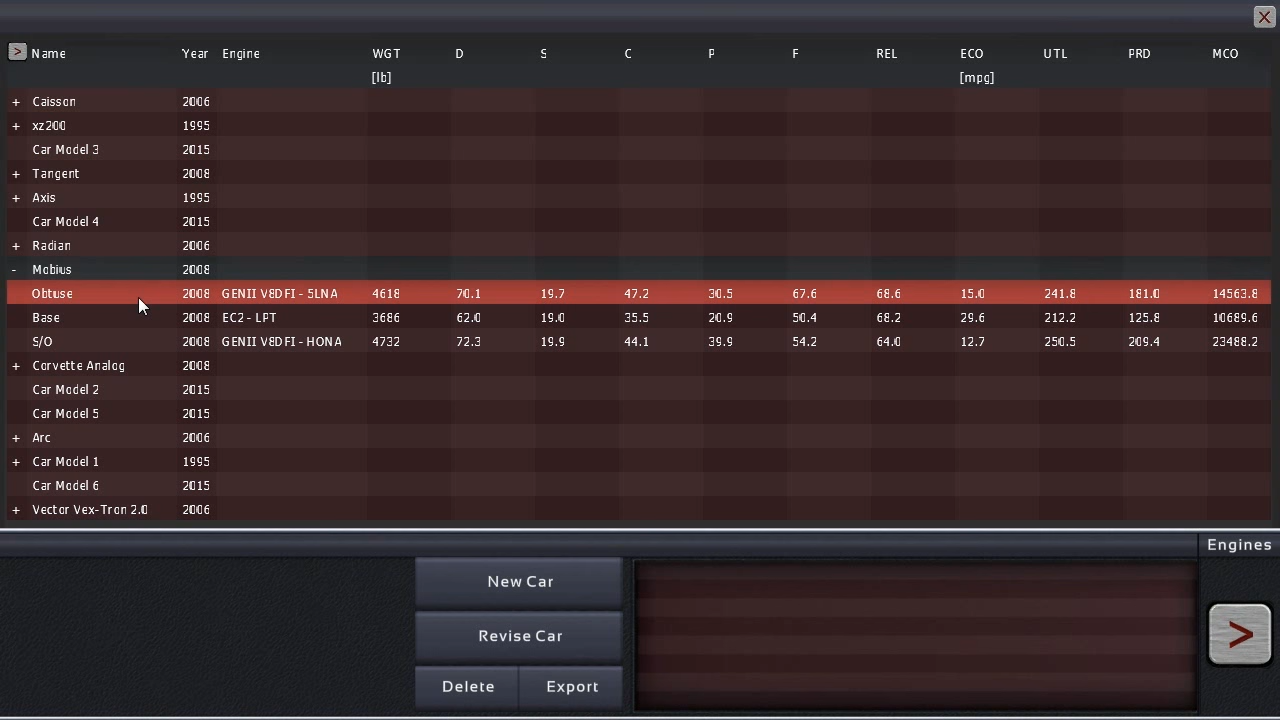 > Name Year Engine WGT D S C P F REL ECO UTL PRD MCO
[lb] [mpg]
+ Caisson 2006
+ xz200 1995
Car Model 3 2015
+ Tangent 2008
+ Axis 1995
Car Model 4 2015
+ Radian 2006
- Mobius 2008
Obtuse 2008 GENII V8DFI - 5LNA 4618 70.1 19.7 47.2 30.5 67.6 68.6 15.0 241.8 181.0 14563.8
Base 2008 EC2 - LPT 3686 62.0 19.0 35.5 20.9 50.4 68.2 29.6 212.2 125.8 10689.6
S/O 2008 GENII V8DFI - HONA 4732 72.3 19.9 44.1 39.9 54.2 64.0 12.7 250.5 209.4 23488.2
+ Corvette Analog 2008
Car Model 2 2015
Car Model 5 2015
+ Arc 2006
+ Car Model 1 1995
Car Model 6 2015
+ Vector Vex-Tron 2.0 2006
Engines
New Car
Revise Car
>
Delete Export